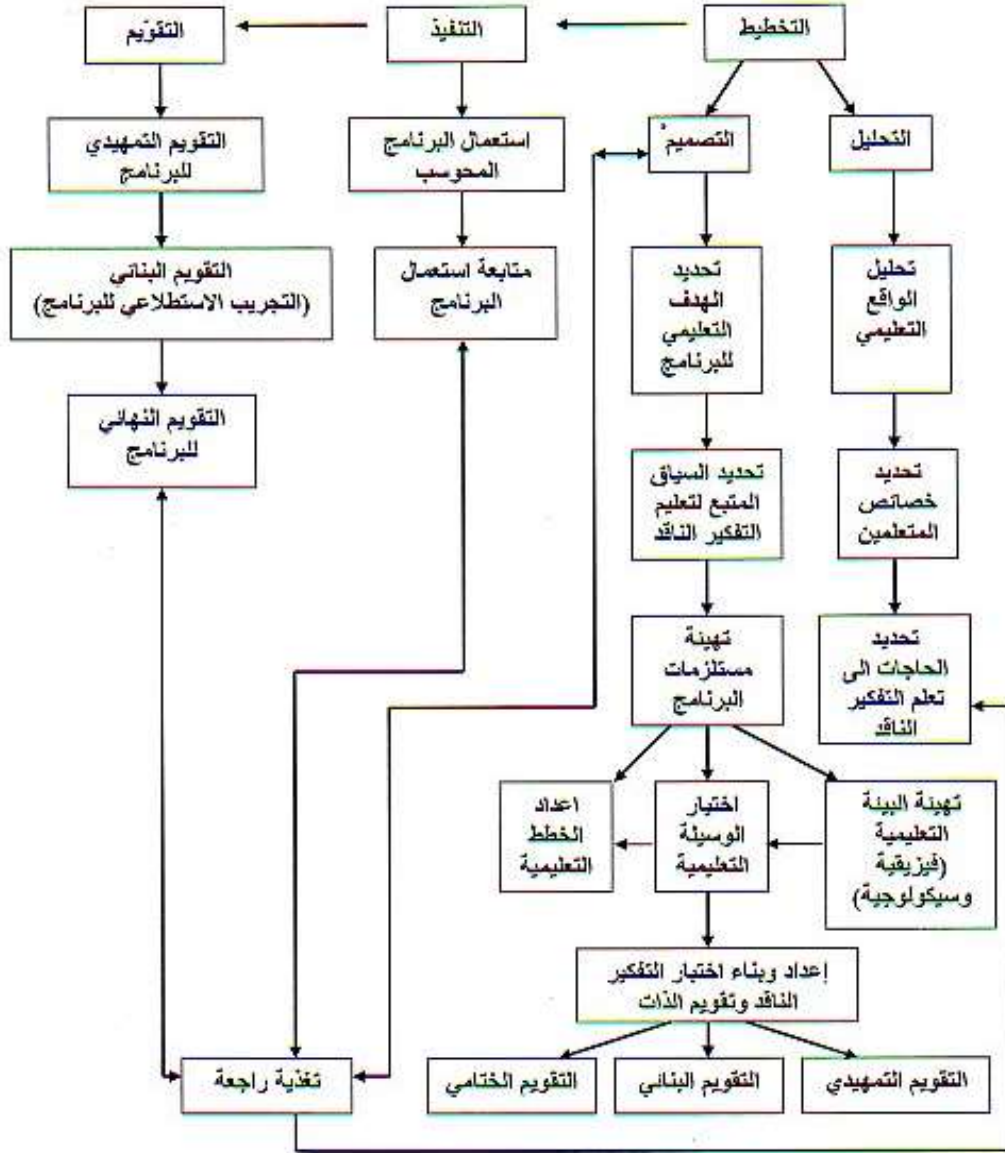 التخطيط
التنفيذ
التقويم
التحليل
التصميم
استعمال البرنامج
المحوسب
التقويم التمهيدي
للبرنامج
تحليل
الواقع
التعليمي
تحديد
الهدف
التعليمي
للبرنامج
متابعة استعمال
البرنامج
التقويم البنائي
(التجريب الاستطلاعي للبرنامج)
التقويم النهائي
للبرنامج
تحديد
خصائص
المتعلمين
تحديد السياق
المتبع لتعليم
التفكير الناقد
تحديد
الحاجات الى
تعلم التفكير
الناقد
تهيئة
مستلزمات
البرنامج
تهيئة البيئة
التعليمية
(فيزيقية
وسيكولوجية)
اختيار
الوسيلة
التعليمية
اعداد
الخطط
التعليمية
إعداد وبناء اختبار التفكير
الناقد وتقويم الذات
التقويم التمهيدي
التقويم البنائي
التقويم الختامي
تغذية راجعة